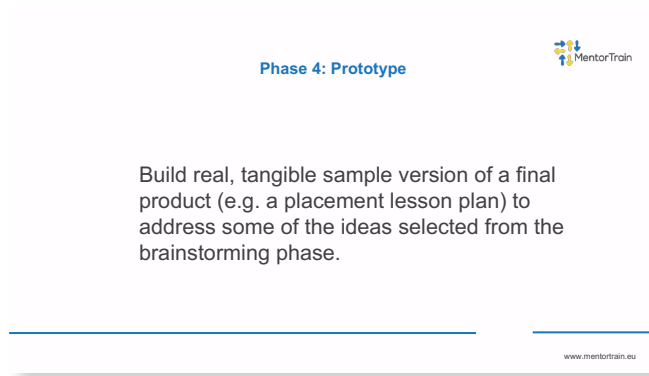 MentorTrain
Phase 4: Prototype
Build real, tangible sample version of a final
product (e.g. a placement lesson plan) to
address some of the ideas selected from the
brainstorming phase.
www.mentortrain.eu